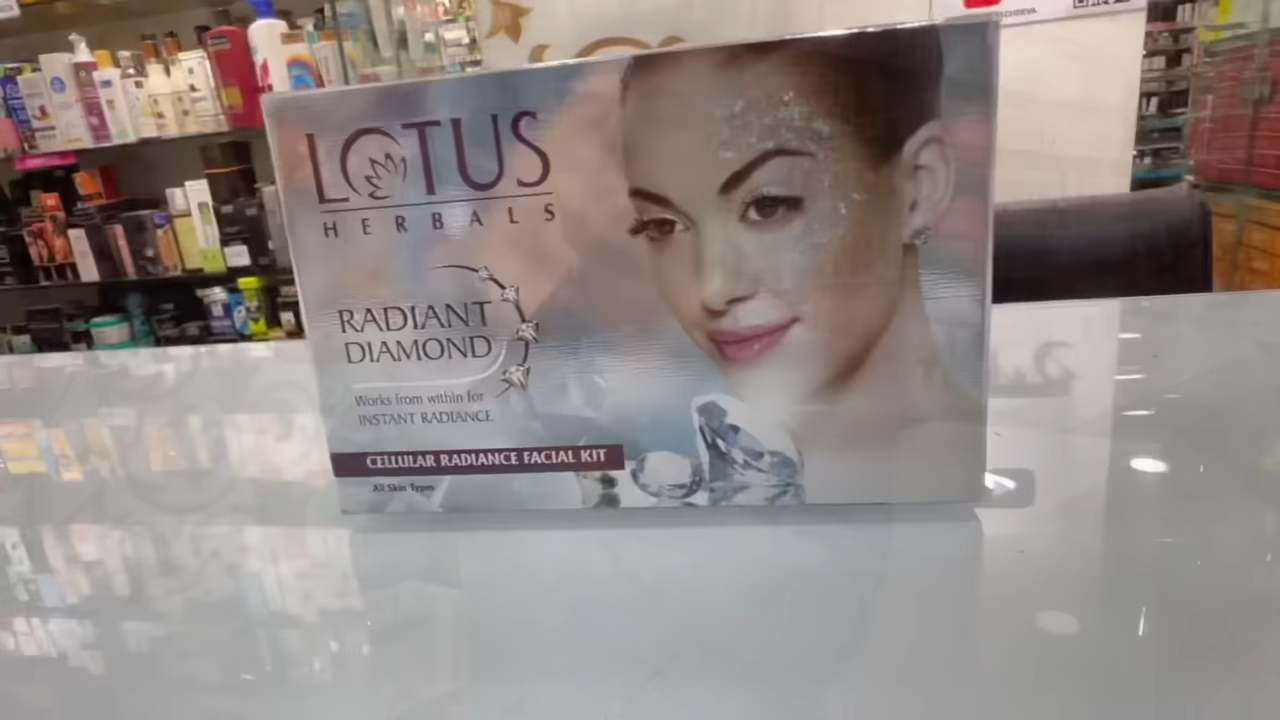 LOTUS
HERBALS
RADIANT
DIAMOND
Works from within for
INSTANT RADIANCE
CELLULAR RADIANCE FACIAL KIT
All Skin Types